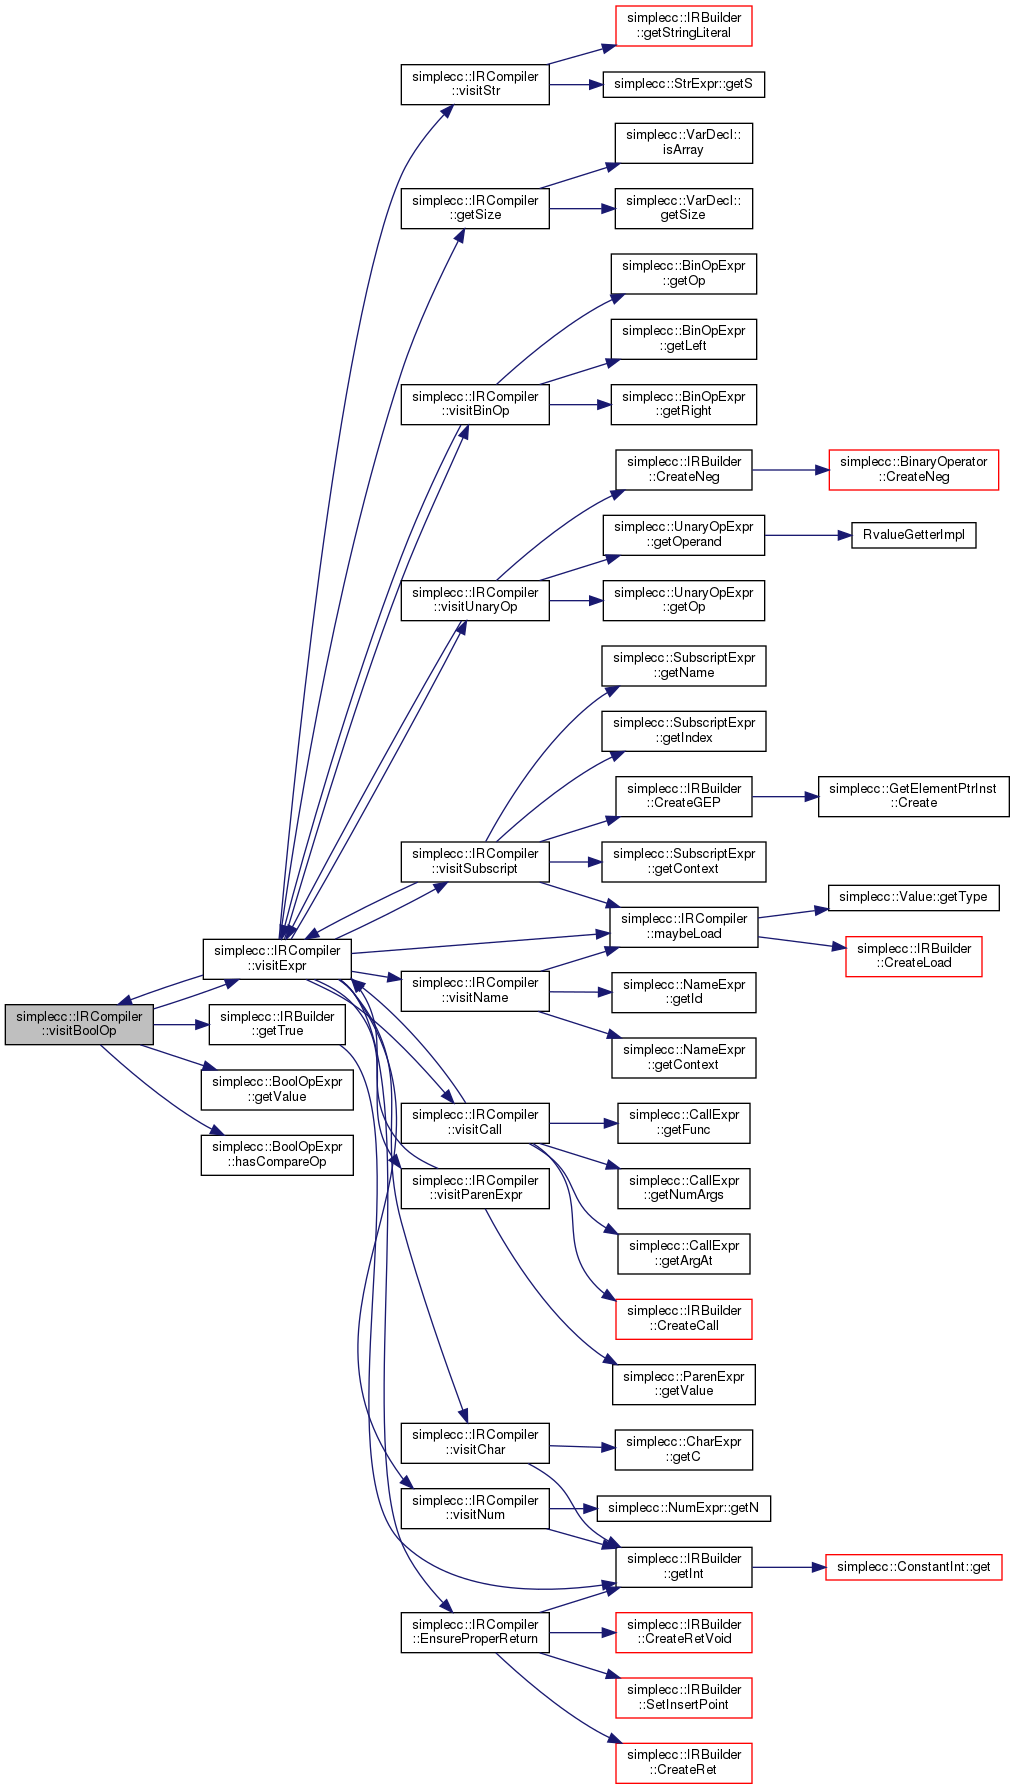 simplecc::IRBuilder
::getStringLiteral
simplecc::IRCompiler
::visitStr
simplecc::StrExpr::getS
simplecc::VarDecl::
isArray
simplecc::IRCompiler
::getSize
simplecc::VarDecl::
getSize
simplecc::BinOpExpr
::getOp
simplecc::BinOpExpr
::getLeft
simplecc::IRCompiler
::visitBinOp
simplecc::BinOpExpr
::getRight
simplecc::IRBuilder
::CreateNeg
simplecc::BinaryOperator
::CreateNeg
simplecc::UnaryOpExpr
::getOperand
RvalueGetterImpl
simplecc::IRCompiler
::visitUnaryOp
simplecc::UnaryOpExpr
::getOp
simplecc::SubscriptExpr
::getName
simplecc::SubscriptExpr
::getIndex
simplecc::IRBuilder
::CreateGEP
simplecc::GetElementPtrInst
::Create
simplecc::IRCompiler
::visitSubscript
simplecc::SubscriptExpr
::getContext
simplecc::IRCompiler
::maybeLoad
simplecc::Value::getType
simplecc::IRBuilder
::CreateLoad
simplecc::IRCompiler
::visitExpr
simplecc::IRCompiler
::visitName
simplecc::NameExpr
::getId
simplecc::IRCompiler
::visitBoolOp
simplecc::IRBuilder
::getTrue
simplecc::NameExpr
::getContext
simplecc::BoolOpExpr
::getValue
simplecc::IRCompiler
::visitCall
simplecc::CallExpr
::getFunc
simplecc::BoolOpExpr
::hasCompareOp
simplecc::IRCompiler
::visitParenExpr
simplecc::CallExpr
::getNumArgs
simplecc::CallExpr
::getArgAt
simplecc::IRBuilder
::CreateCall
simplecc::ParenExpr
::getValue
simplecc::IRCompiler
::visitChar
simplecc::CharExpr
::getC
simplecc::IRCompiler
::visitNum
simplecc::NumExpr::getN
simplecc::IRBuilder
::getInt
simplecc::ConstantInt::get
simplecc::IRCompiler
::EnsureProperReturn
simplecc::IRBuilder
::CreateRetVoid
simplecc::IRBuilder
::SetInsertPoint
simplecc::IRBuilder
::CreateRet